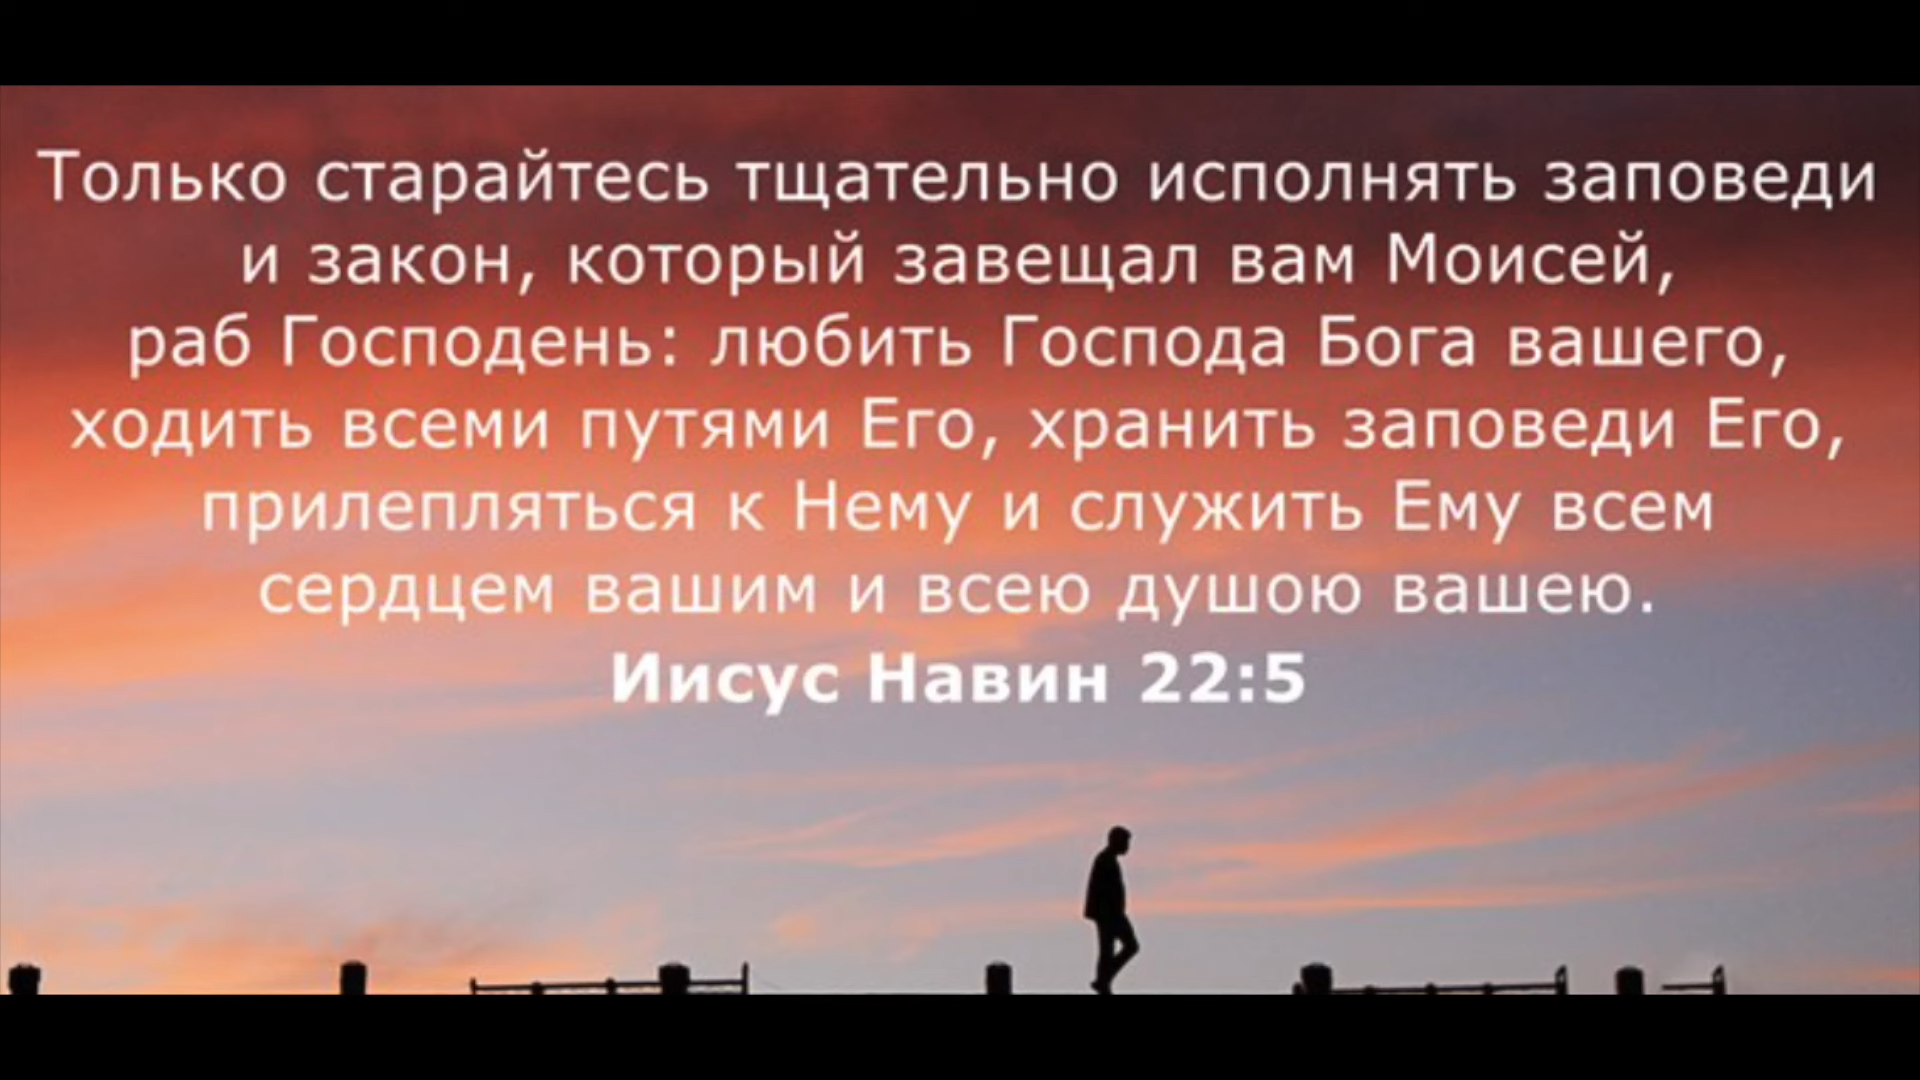 Только старайтесь тщательно исполнять заповеди
и закон, который завещал вам Моисей,
раб Господень: любить Господа Бога вашего,
ходить всеми путями Его, хранить заповеди Его,
прилепляться к Нему и служить Ему всем
сердцем вашим и всею душою вашею.
Иисус Навин 22:5